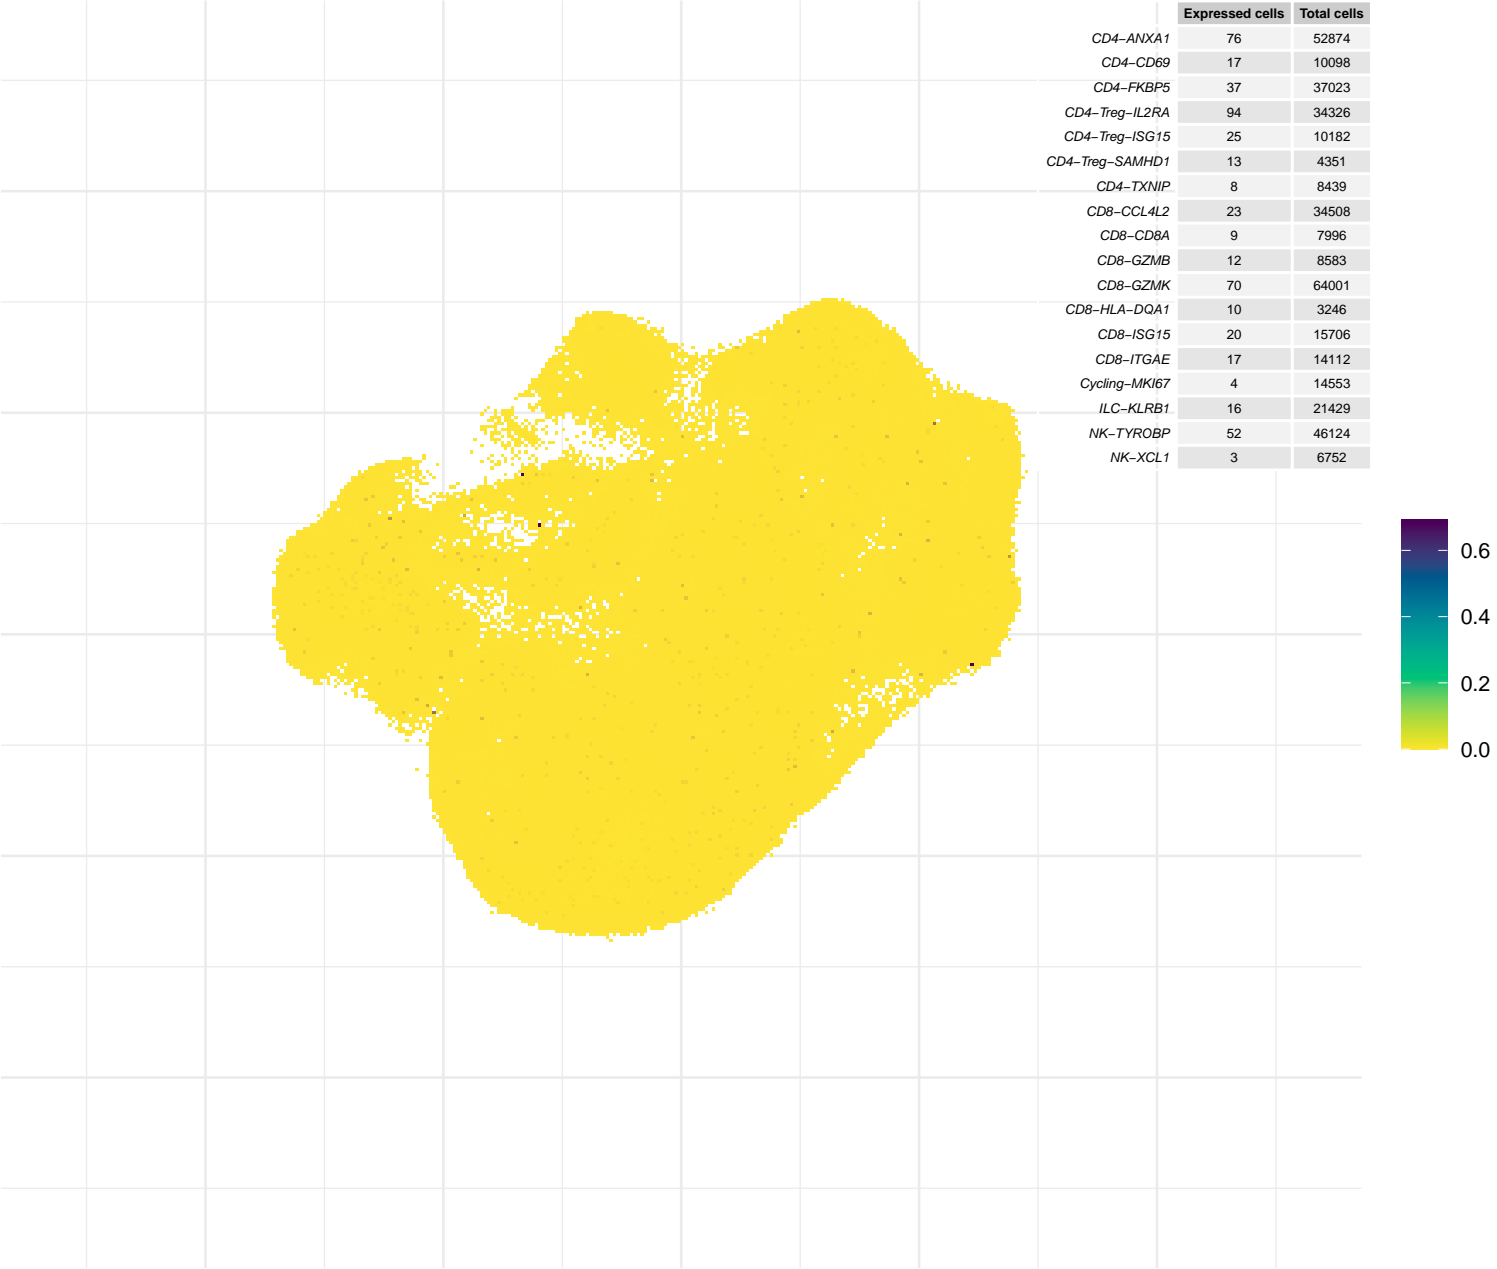 Expressed cells Total cells
CD4−ANXA1 76 52874
CD4−CD69 17 10098
CD4−FKBP5 37 37023
CD4−Treg−IL2RA 94 34326
CD4−Treg−ISG15 25 10182
CD4−Treg−SAMHD1 13 4351
CD4−TXNIP 8 8439
CD8−CCL4L2 23 34508
CD8−CD8A 9 7996
CD8−GZMB 12 8583
CD8−GZMK 70 64001
CD8−HLA−DQA1 10 3246
CD8−ISG15 20 15706
CD8−ITGAE 17 14112
Cycling−MKI67 4 14553
ILC−KLRB1 16 21429
NK−TYROBP 52 46124
NK−XCL1 3 6752
0.6
0.4
0.2
0.0